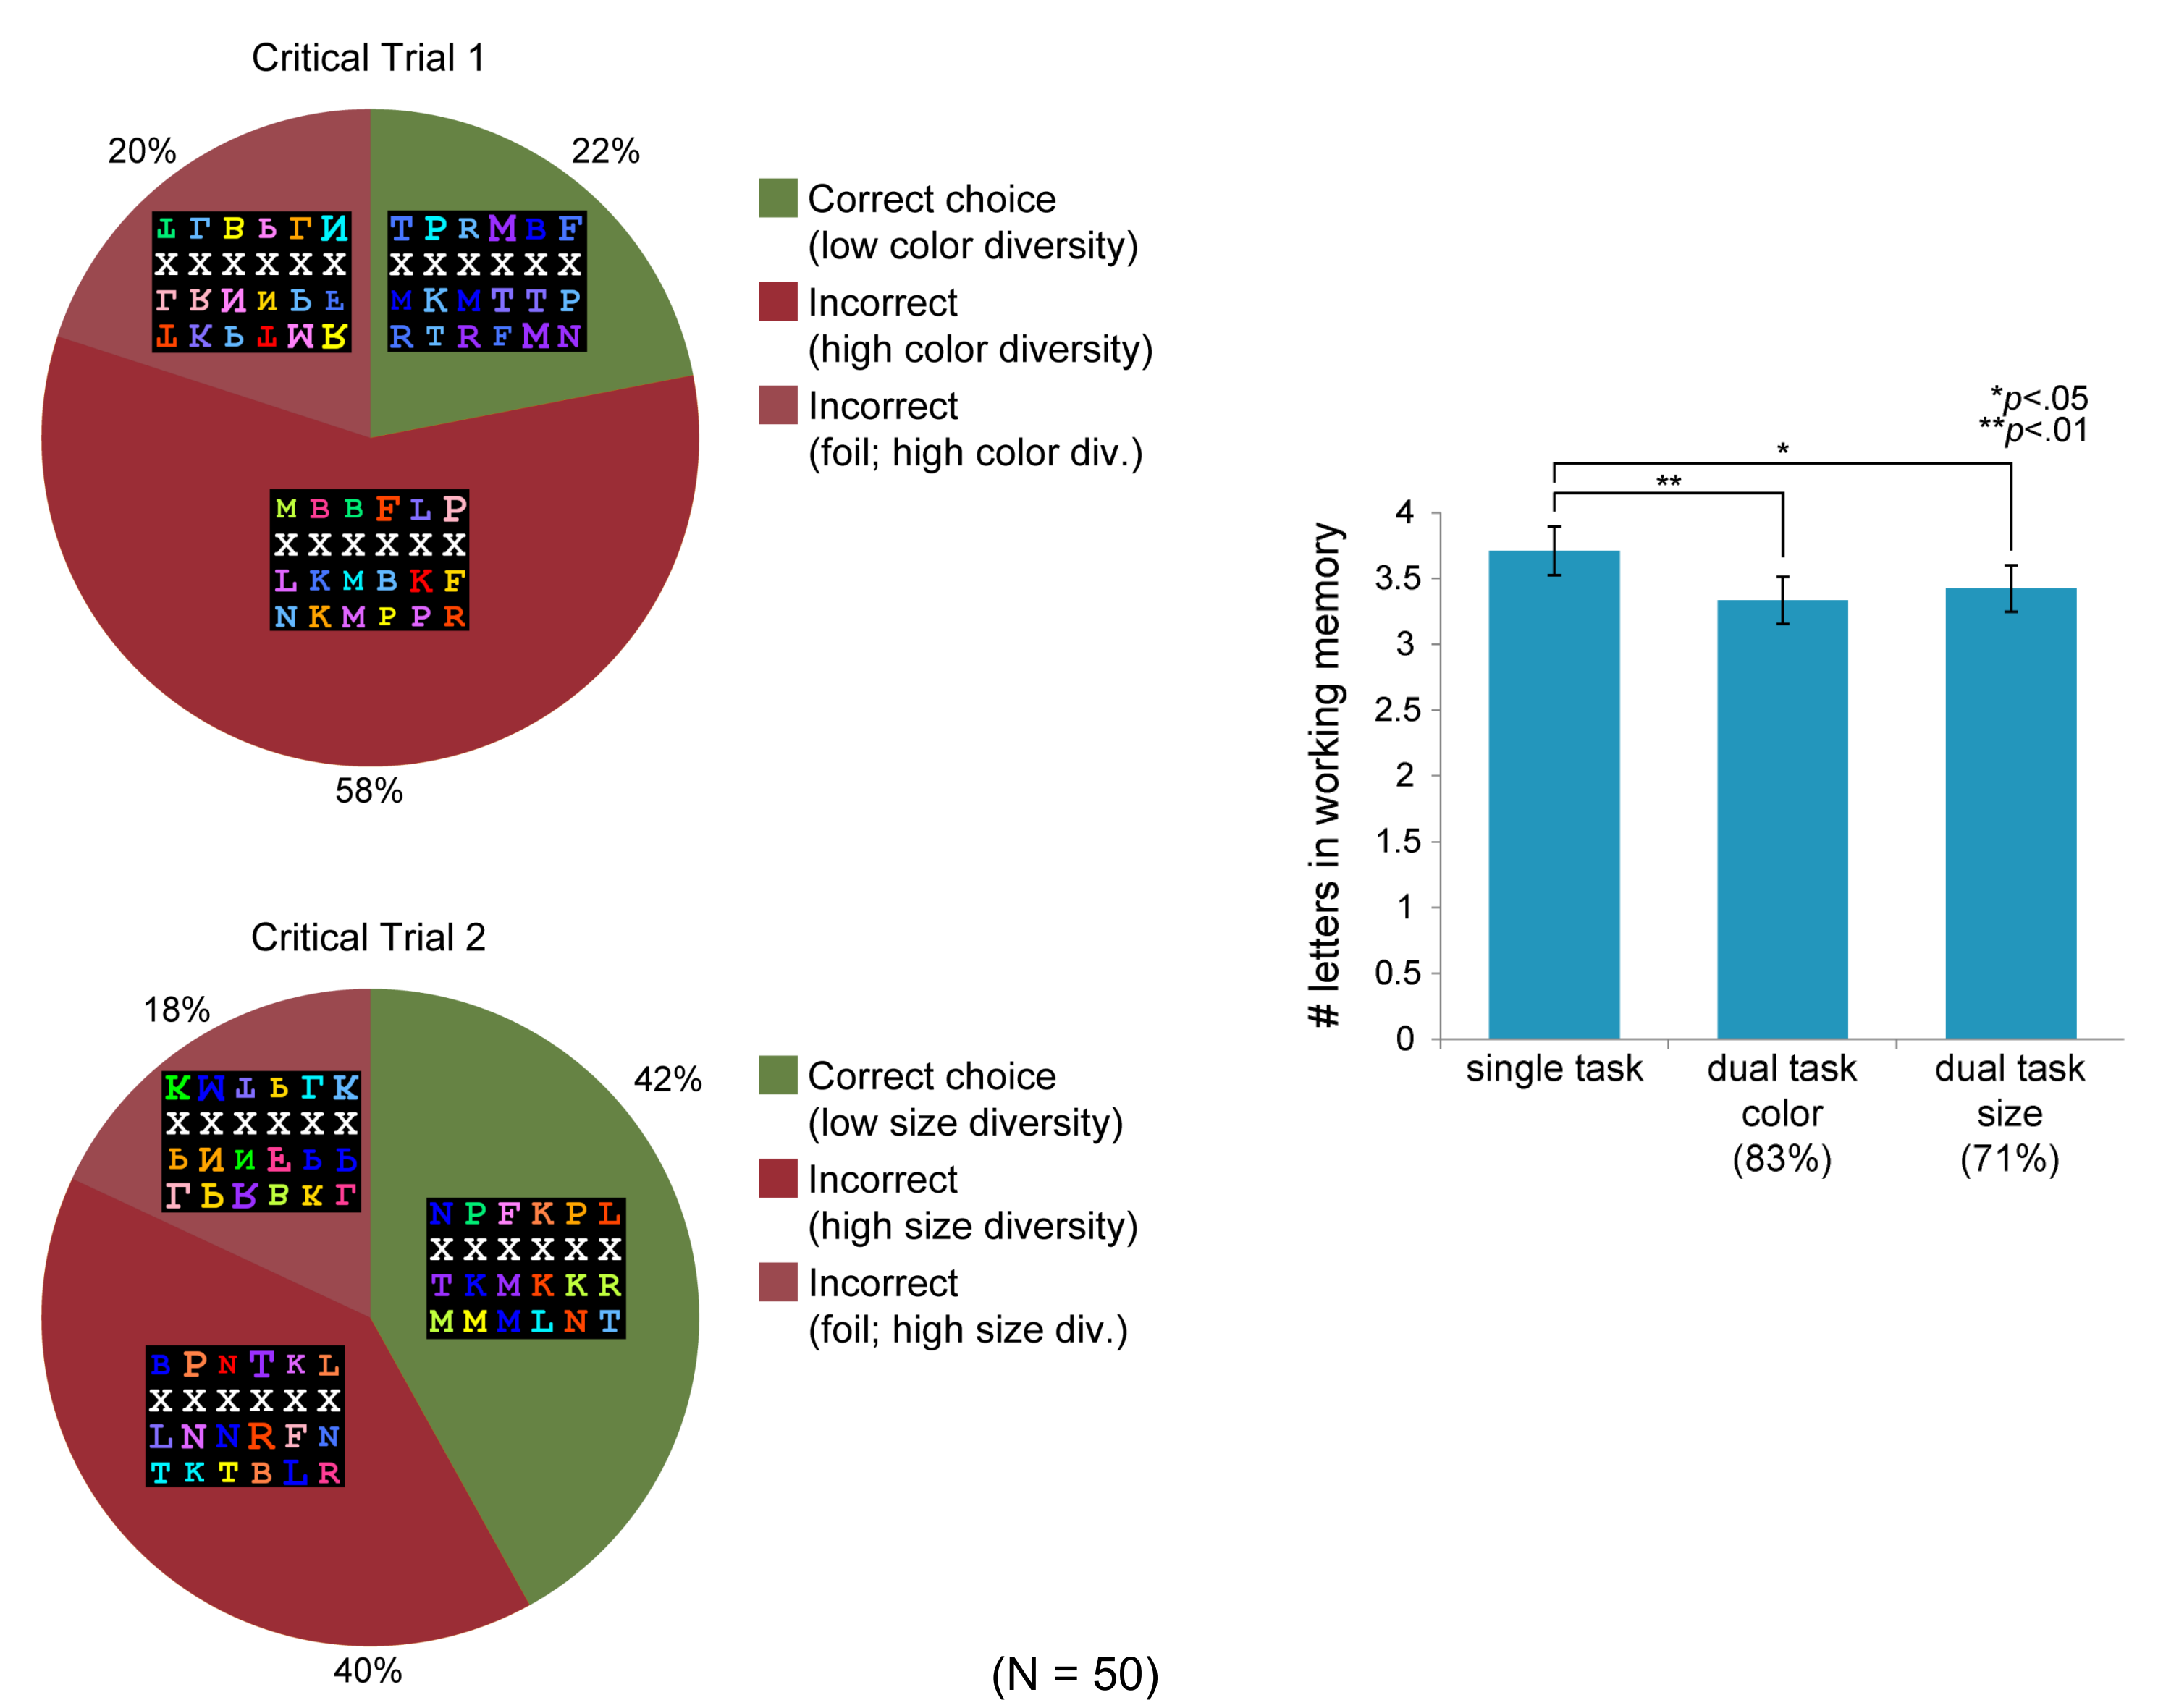 Critical Trial 1
20%
22%
X X X X X X
T P R M B F
X X X X X X
M K M T T P
R T R F M N
M B B F L P
X X X X X X
L K M B K F
N K M P P R
58%
Correct choice
(low color diversity)
Incorrect
(high color diversity)
Incorrect
(foil; high color div.)
Critical Trial 2
18%
42%
X X X X X X
N P F K P L
X X X X X X
T K M K K R
M M M L N T
B P N T K L
X X X X X X
L N N R F N
T K T B L R
40%
Correct choice
(low size diversity)
Incorrect
(high size diversity)
Incorrect
(foil; high size div.)
(N = 50)
*p<.05
**p<.01
*
**
# letters in working memory
4
3.5
3
2.5
2
1.5
1
0.5
0
single task
dual task
color
(83%)
dual task
size
(71%)